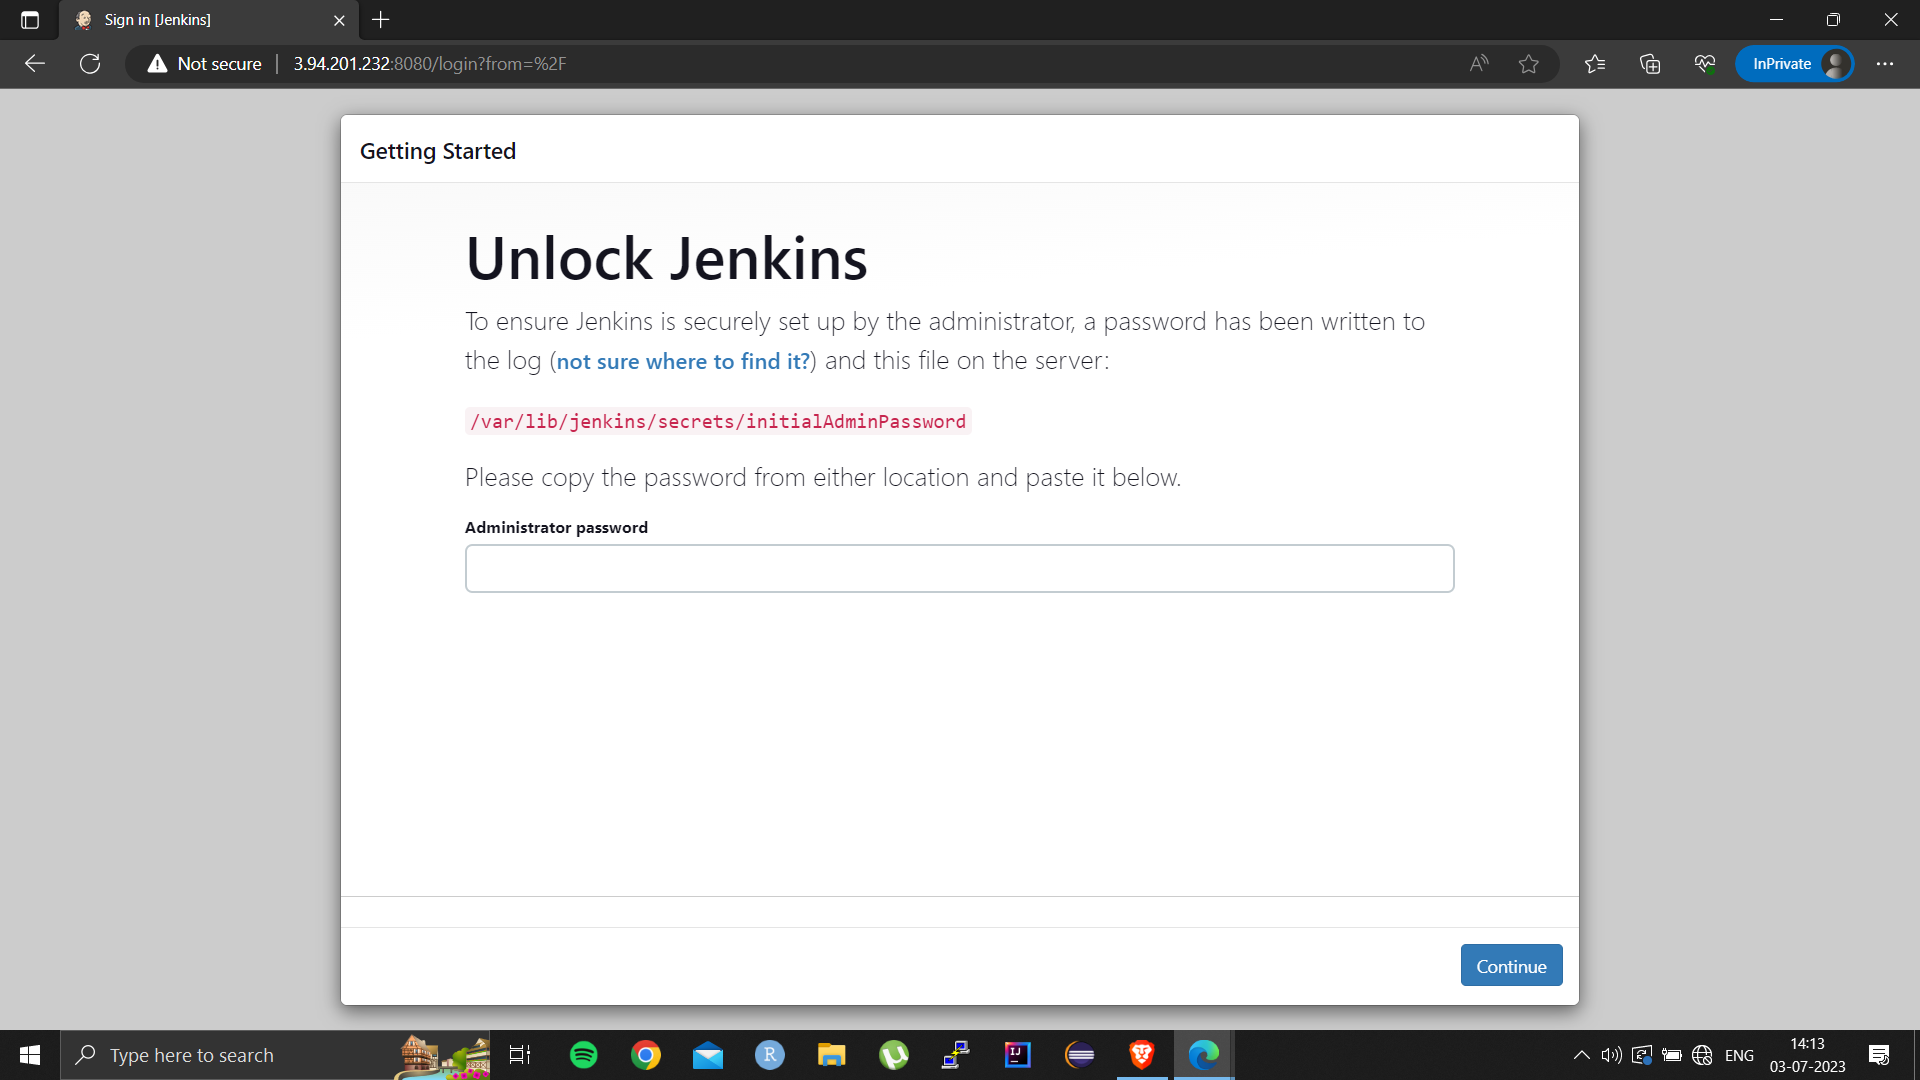 Sign in [Jenkins]
Not secure
3.94.201.232:8080/login?from=%2F
InPrivate
Getting Started
Unlock Jenkins
To ensure Jenkins is securely set up by the administrator, a password has been written to
the log (not sure where to find it?) and this file on the server:
/var/lib/jenkins/secrets/initialAdminPassword
Please copy the password from either location and paste it below.
Administrator password
Continue
Type here to search
R
IJ
ENG
14:13
03-07-2023